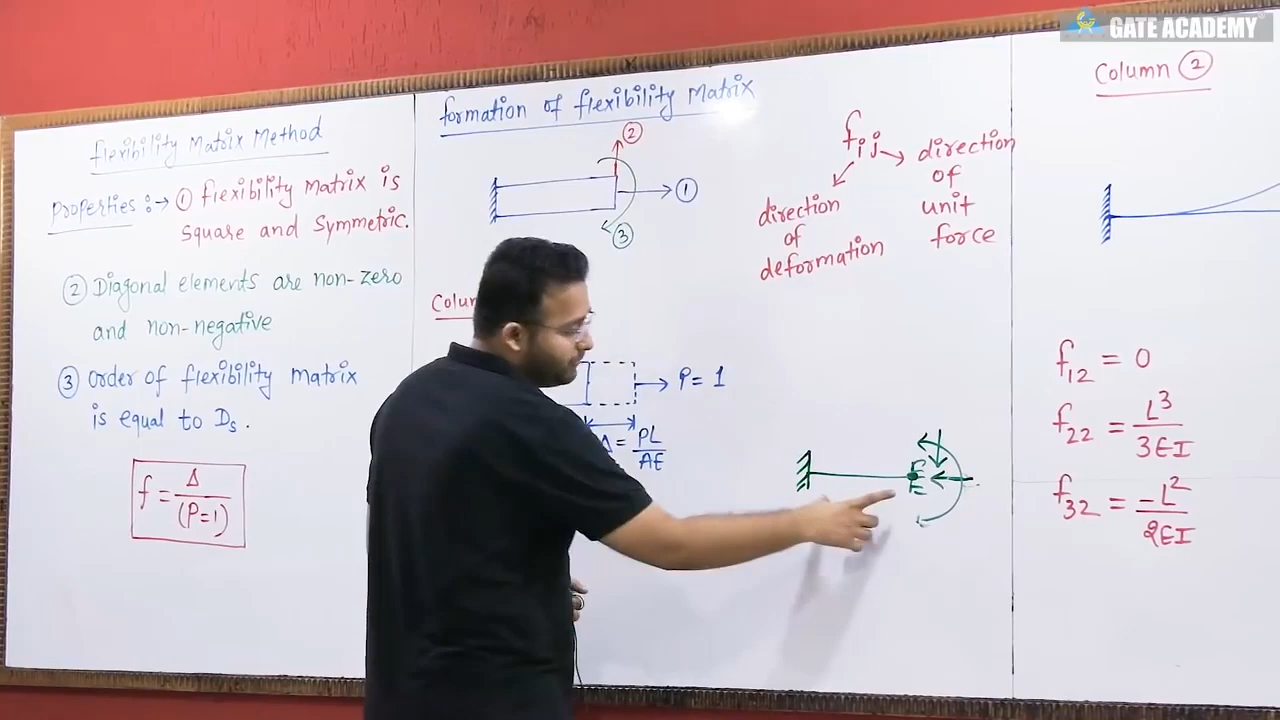 GATE ACADEMY
Flexibility Matrix Method
Properties :→ ① flexibility matrix is
Square and Symmetric.
② Diagonal elements are non-zero
and non-negative
③ Order of flexibility matrix
is equal to Ds.
f = Δ/(P=1)
formation of flexibility Matrix
②
①
③
fij
direction
of
deformation
direction
of
unit
force
P = 1
Δ = PL/AE
Column ②
f12 = 0
f22 = L³/3EI
f32 = -L²/2EI